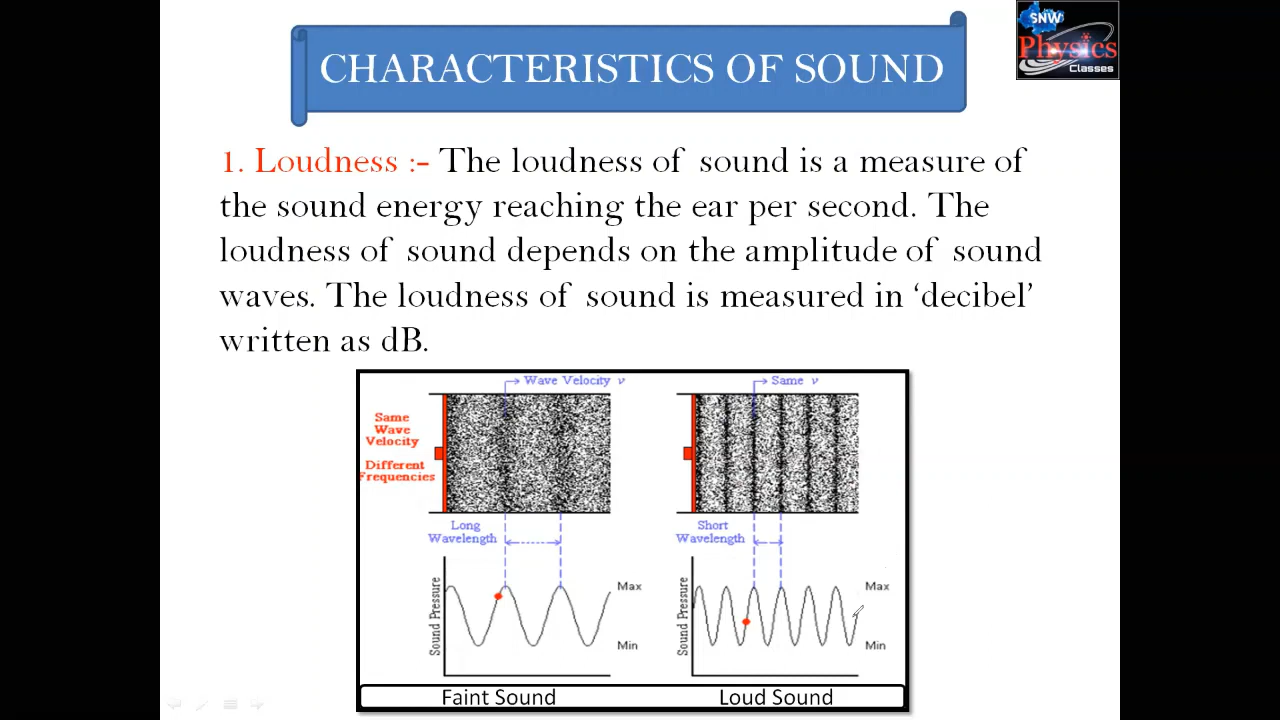 SNW
Physics
Classes
CHARACTERISTICS OF SOUND
1. Loudness :- The loudness of sound is a measure of
the sound energy reaching the ear per second. The
loudness of sound depends on the amplitude of sound
waves. The loudness of sound is measured in ‘decibel’
written as dB.
Wave Velocity v
Same v
Same
Wave
Velocity
Different
Frequencies
Long
Wavelength
Short
Wavelength
Sound Pressure
Max
Min
Sound Pressure
Max
Min
Faint Sound
Loud Sound